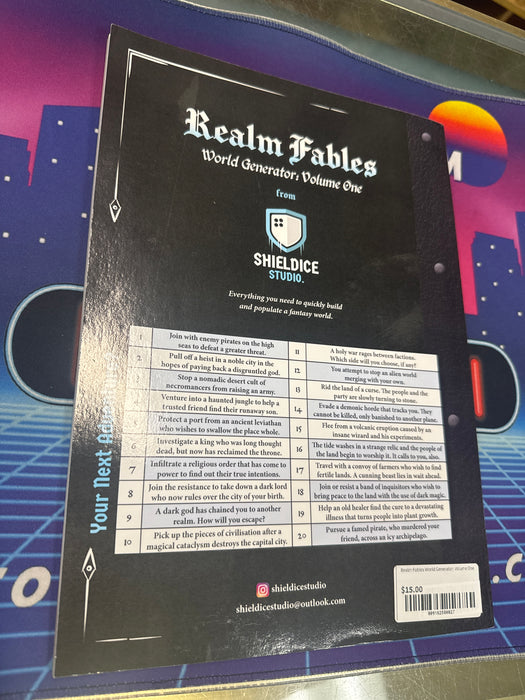 Realm Fables
World Generator: Volume One
from
SHIELDICE
STUDIO.
Everything you need to quickly build
and populate a fantasy world.
Your Next
1 Join with enemy pirates on the high
seas to defeat a greater threat.
2 Pull off a heist in a noble city in the
hopes of paying back a disgruntled god.
Stop a nomadic desert cult of
necromancers from raising an army.
Venture into a haunted jungle to help a
trusted friend find their runaway son.
Protect a port from an ancient leviathan
who wishes to swallow the place whole.
Investigate a king who was long thought
dead, but now has reclaimed the throne.
7 Infiltrate a religious order that has come to
power to find out their true intentions.
8 Join the resistance to take down a dark lord
who now rules over the city of your birth.
9 A dark god has chained you to another
realm. How will you escape?
10 Pick up the pieces of civilisation after a
magical cataclysm destroys the capital city.
11 A holy war rages between factions.
Which side will you choose, if any?
12 You attempt to stop an alien world
merging with your own.
13 Rid the land of a curse. The people and the
party are slowly turning to stone.
14 Evade a demonic horde that tracks you. They
cannot be killed, only banished to another plane.
15 Flee from a volcanic eruption caused by an
insane wizard and his experiments.
16 The tide washes in a strange relic and the people of
the land begin to worship it. It calls to you, also.
17 Travel with a convoy of farmers who wish to find
fertile lands. A cunning beast lies in wait ahead.
18 Join or resist a band of inquisitors who wish to
bring peace to the land with the use of dark magic.
19 Help an old healer find the cure to a devastating
illness that turns people into plant growth.
20 Pursue a famed pirate, who murdered your
friend, across an icy archipelago.
shieldicestudio
shieldicestudio@outlook.com
Realm Fables World Generator: Volume One
$15.00